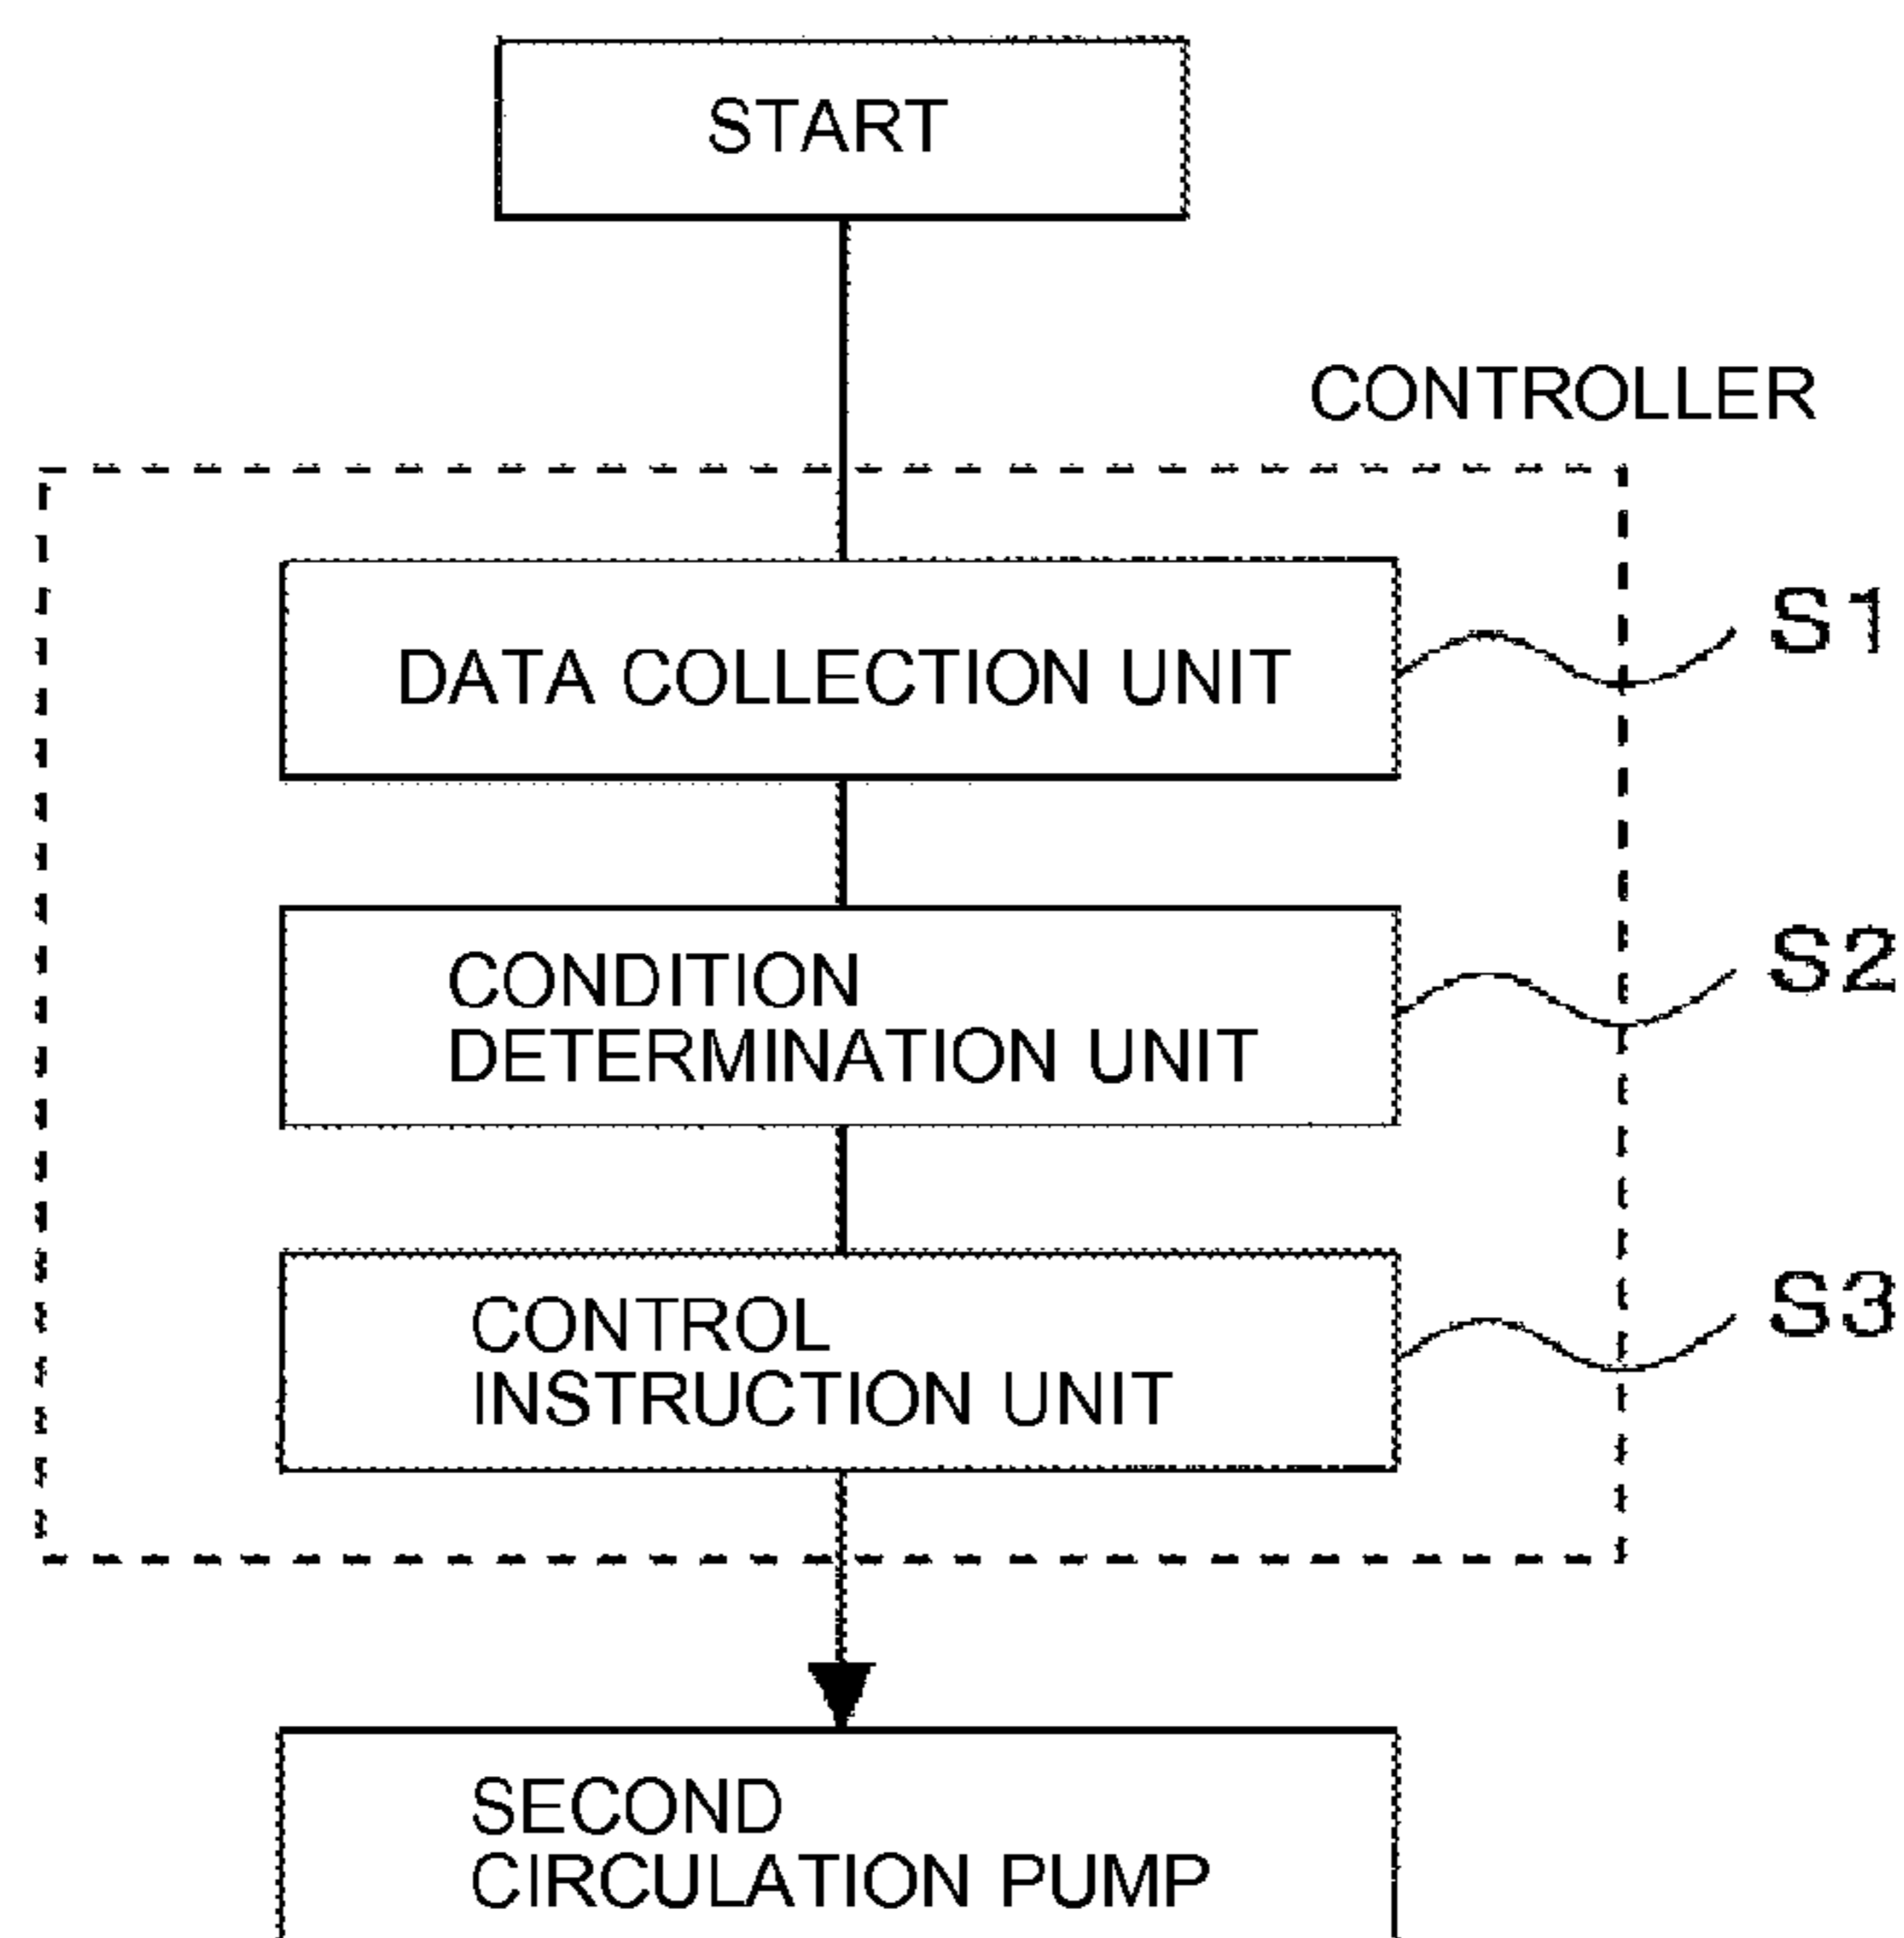 START
CONTROLLER
DATA COLLECTION UNIT
S1
CONDITION
DETERMINATION UNIT
S2
CONTROL
INSTRUCTION UNIT
S3
SECOND
CIRCULATION PUMP